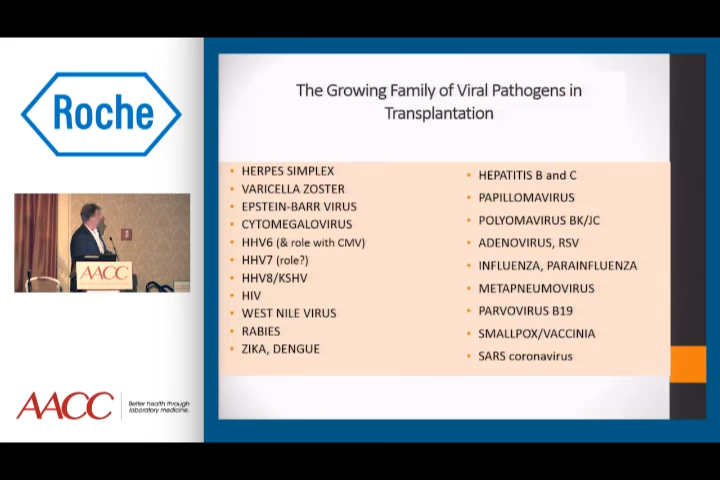 Roche
AACC
AACC
Better health through
laboratory medicine.
The Growing Family of Viral Pathogens in
Transplantation
• HERPES SIMPLEX
• VARICELLA ZOSTER
• EPSTEIN-BARR VIRUS
• CYTOMEGALOVIRUS
• HHV6 (& role with CMV)
• HHV7 (role?)
• HHV8/KSHV
• HIV
• WEST NILE VIRUS
• RABIES
• ZIKA, DENGUE
• HEPATITIS B and C
• PAPILLOMAVIRUS
• POLYOMAVIRUS BK/JC
• ADENOVIRUS, RSV
• INFLUENZA, PARAINFLUENZA
• METAPNEUMOVIRUS
• PARVOVIRUS B19
• SMALLPOX/VACCINIA
• SARS coronavirus